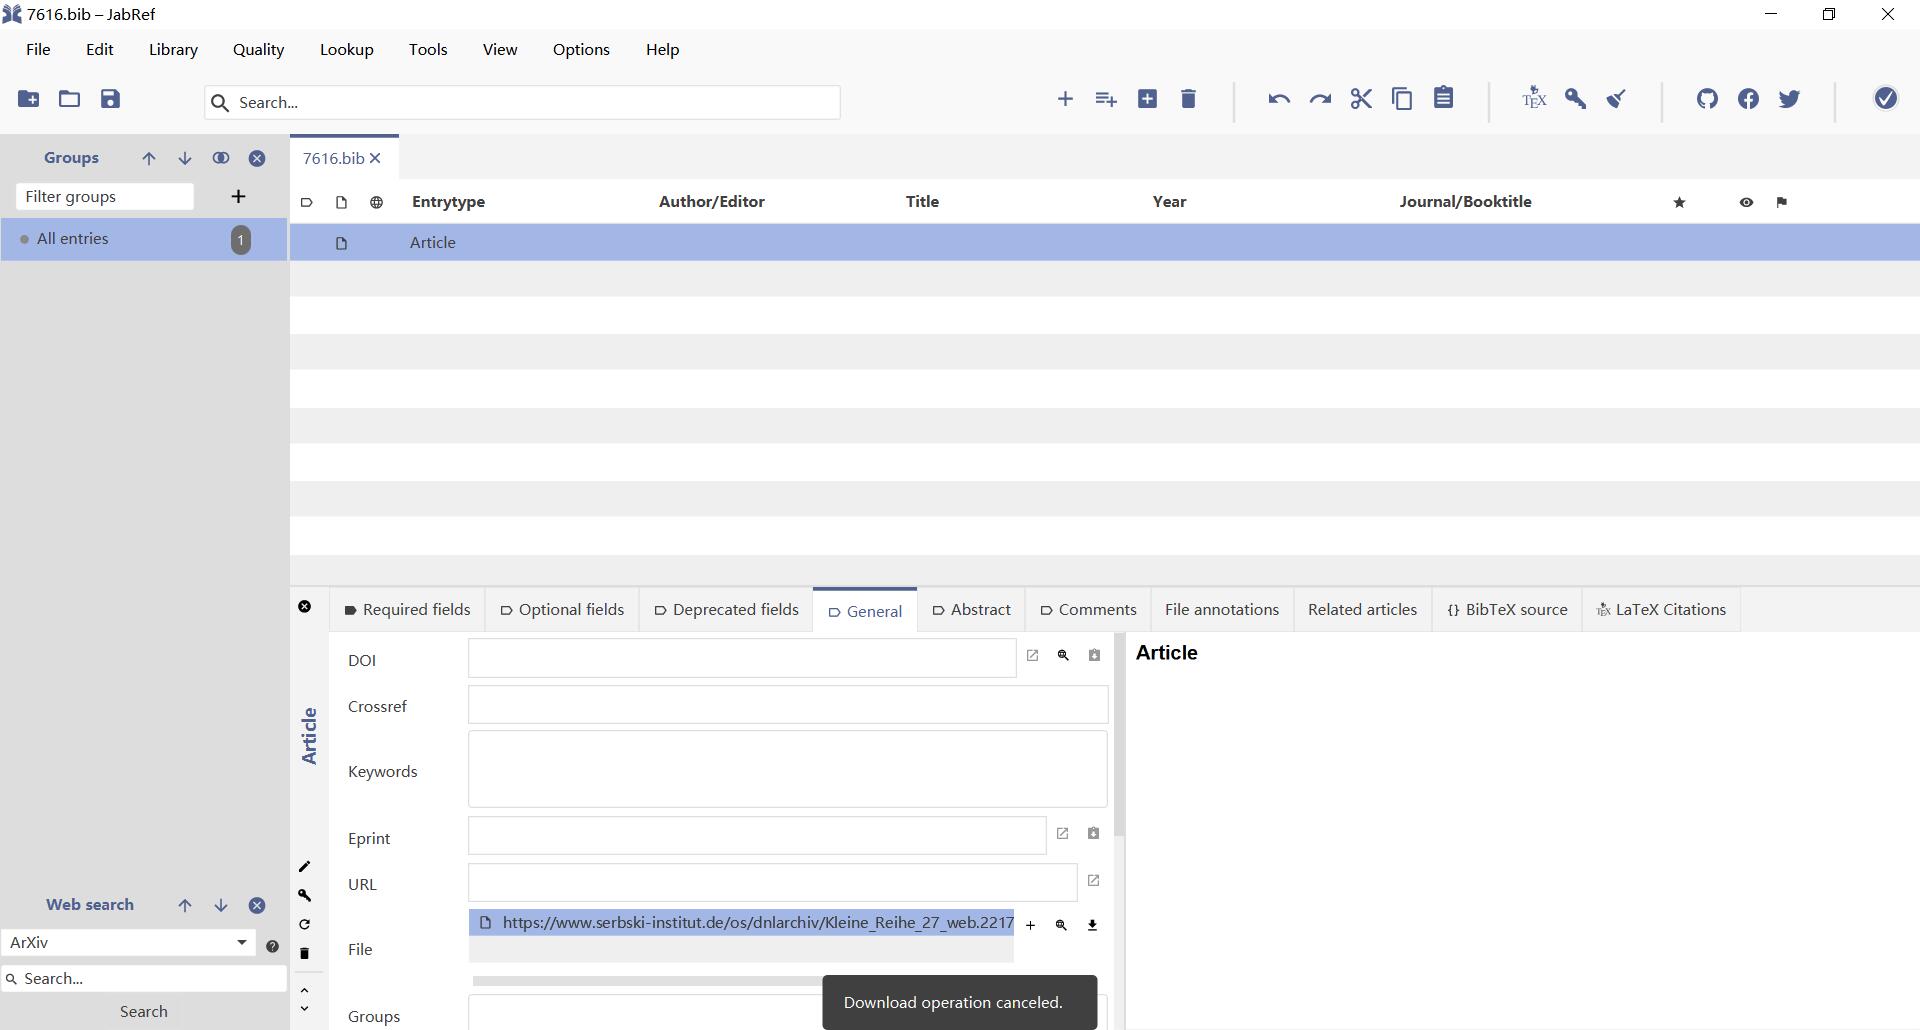 7616.bib – JabRef
File Edit Library Quality Lookup Tools View Options Help
Search...
TEX
Groups
7616.bib
Filter groups
Entrytype Author/Editor Title Year Journal/Booktitle
All entries 1
Article
Required fields Optional fields Deprecated fields General Abstract Comments File annotations Related articles {} BibTeX source TEX LaTeX Citations
DOI
Article
Crossref
Article
Keywords
Eprint
URL
Web search
https://www.serbski-institut.de/os/dnlarchiv/Kleine_Reihe_27_web.2217
ArXiv
File
Search...
Download operation canceled.
Search
Groups